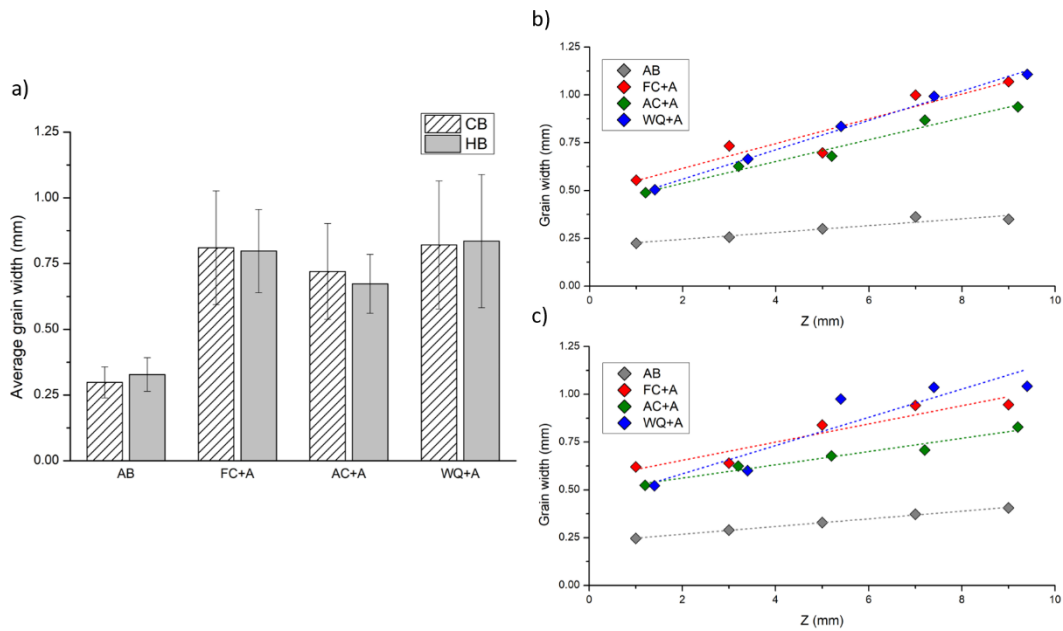 a)
Average grain width (mm)
1.25
1.00
0.75
0.50
0.25
0.00
CB
HB
AB
FC+A
AC+A
WQ+A
b)
Grain width (mm)
1.25
1.00
0.75
0.50
0.25
0.00
AB
FC+A
AC+A
WQ+A
0
2
4
6
8
10
Z (mm)
c)
Grain width (mm)
1.25
1.00
0.75
0.50
0.25
0.00
AB
FC+A
AC+A
WQ+A
0
2
4
6
8
10
Z (mm)